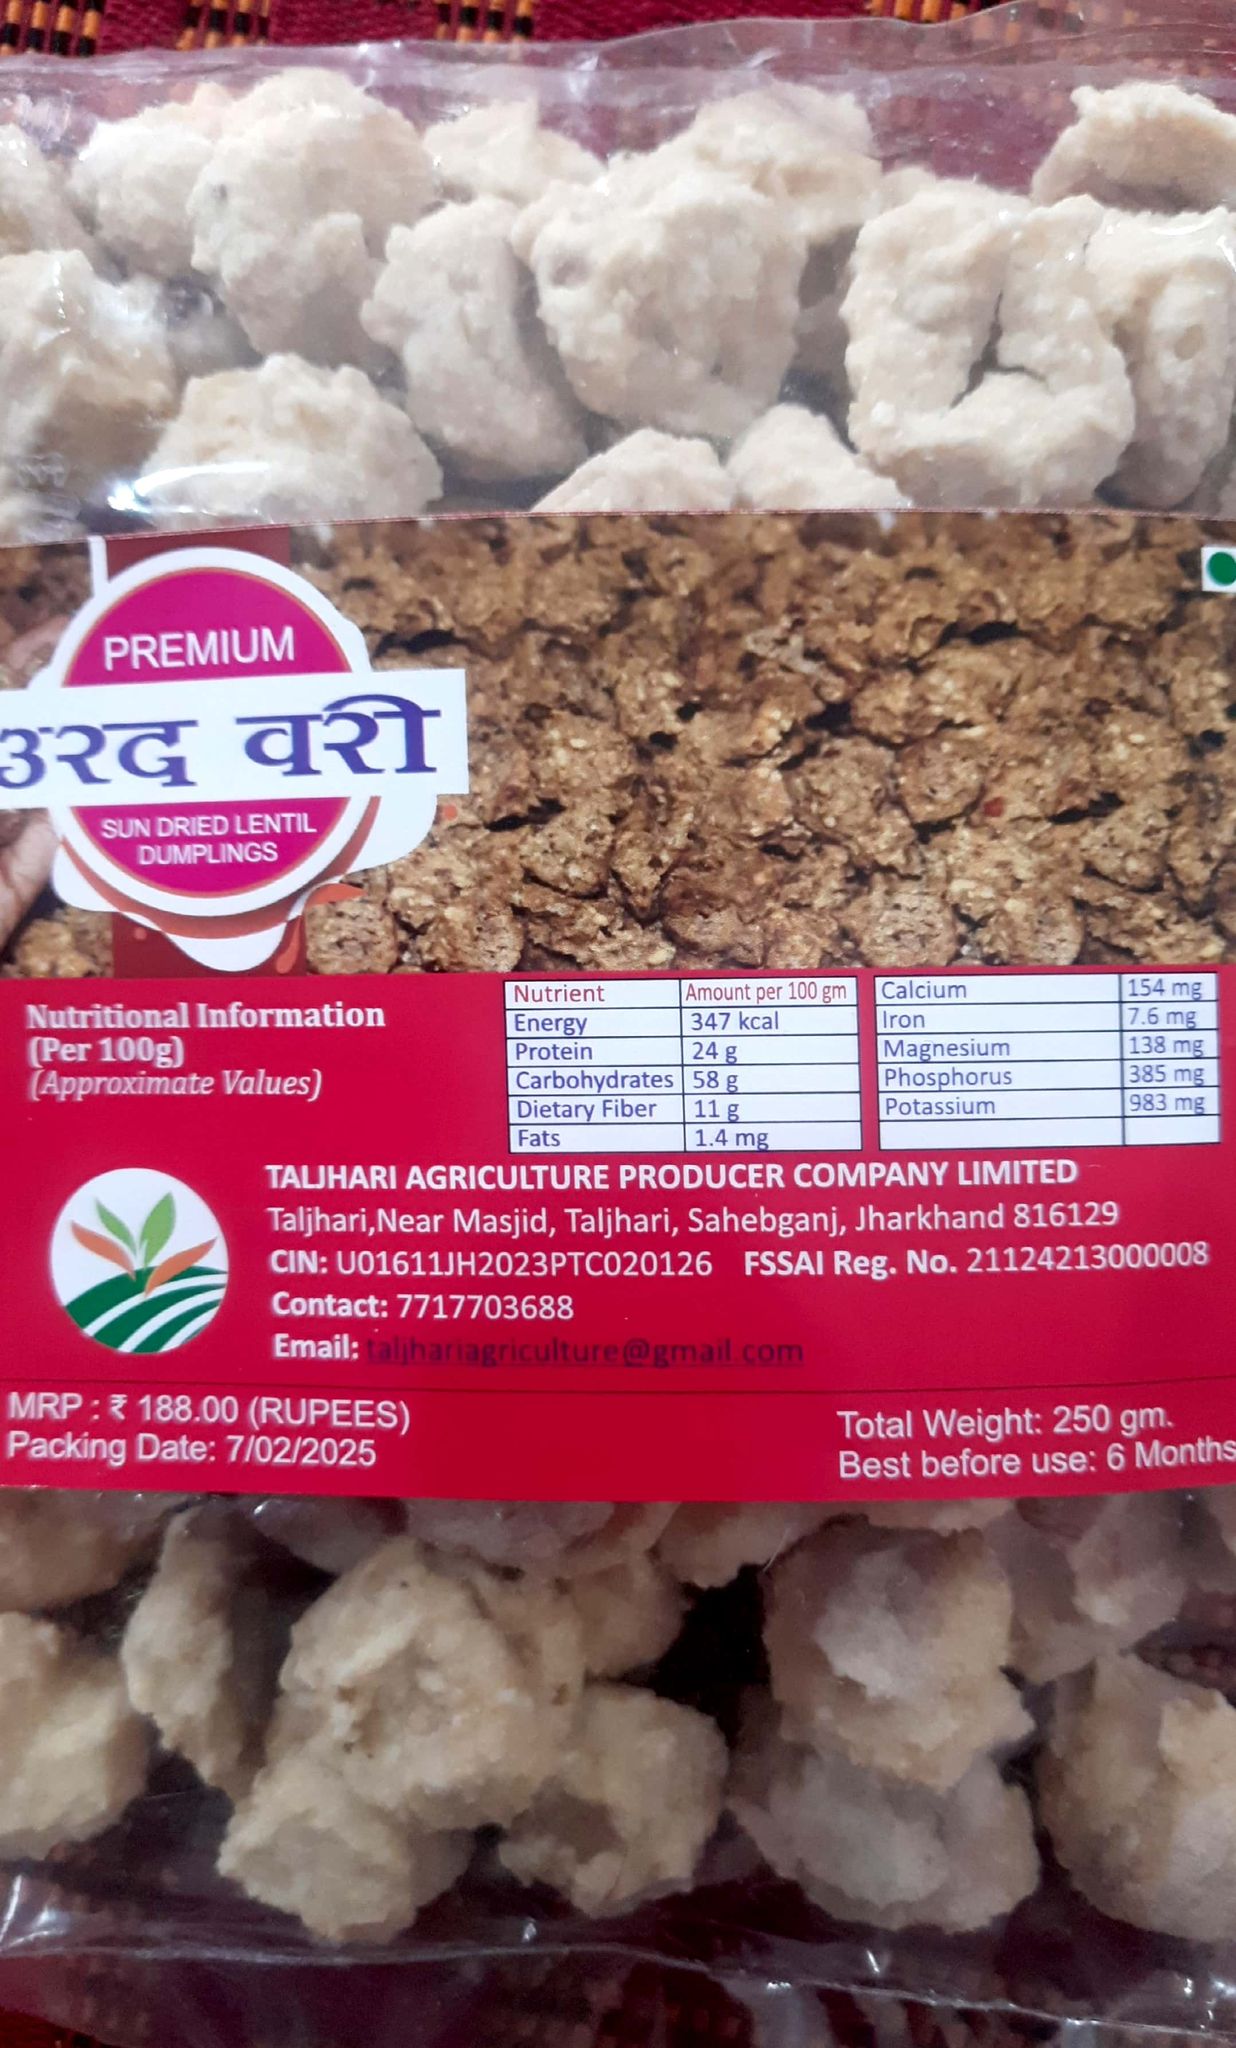 PREMIUM
उरद वरी
SUN DRIED LENTIL
DUMPLINGS
Nutritional Information
(Per 100g)
(Approximate Values)
Nutrient Amount per 100 gm
Energy 347 kcal
Protein 24 g
Carbohydrates 58 g
Dietary Fiber 11 g
Fats 1.4 mg
Calcium 154 mg
Iron 7.6 mg
Magnesium 138 mg
Phosphorus 385 mg
Potassium 983 mg
TALJHARI AGRICULTURE PRODUCER COMPANY LIMITED
Taljhari,Near Masjid, Taljhari, Sahebganj, Jharkhand 816129
CIN: U01611JH2023PTC020126 FSSAI Reg. No. 21124213000008
Contact: 7717703688
Email: taljhariagriculture@gmail.com
MRP : ₹ 188.00 (RUPEES)
Packing Date: 7/02/2025
Total Weight: 250 gm.
Best before use: 6 Months